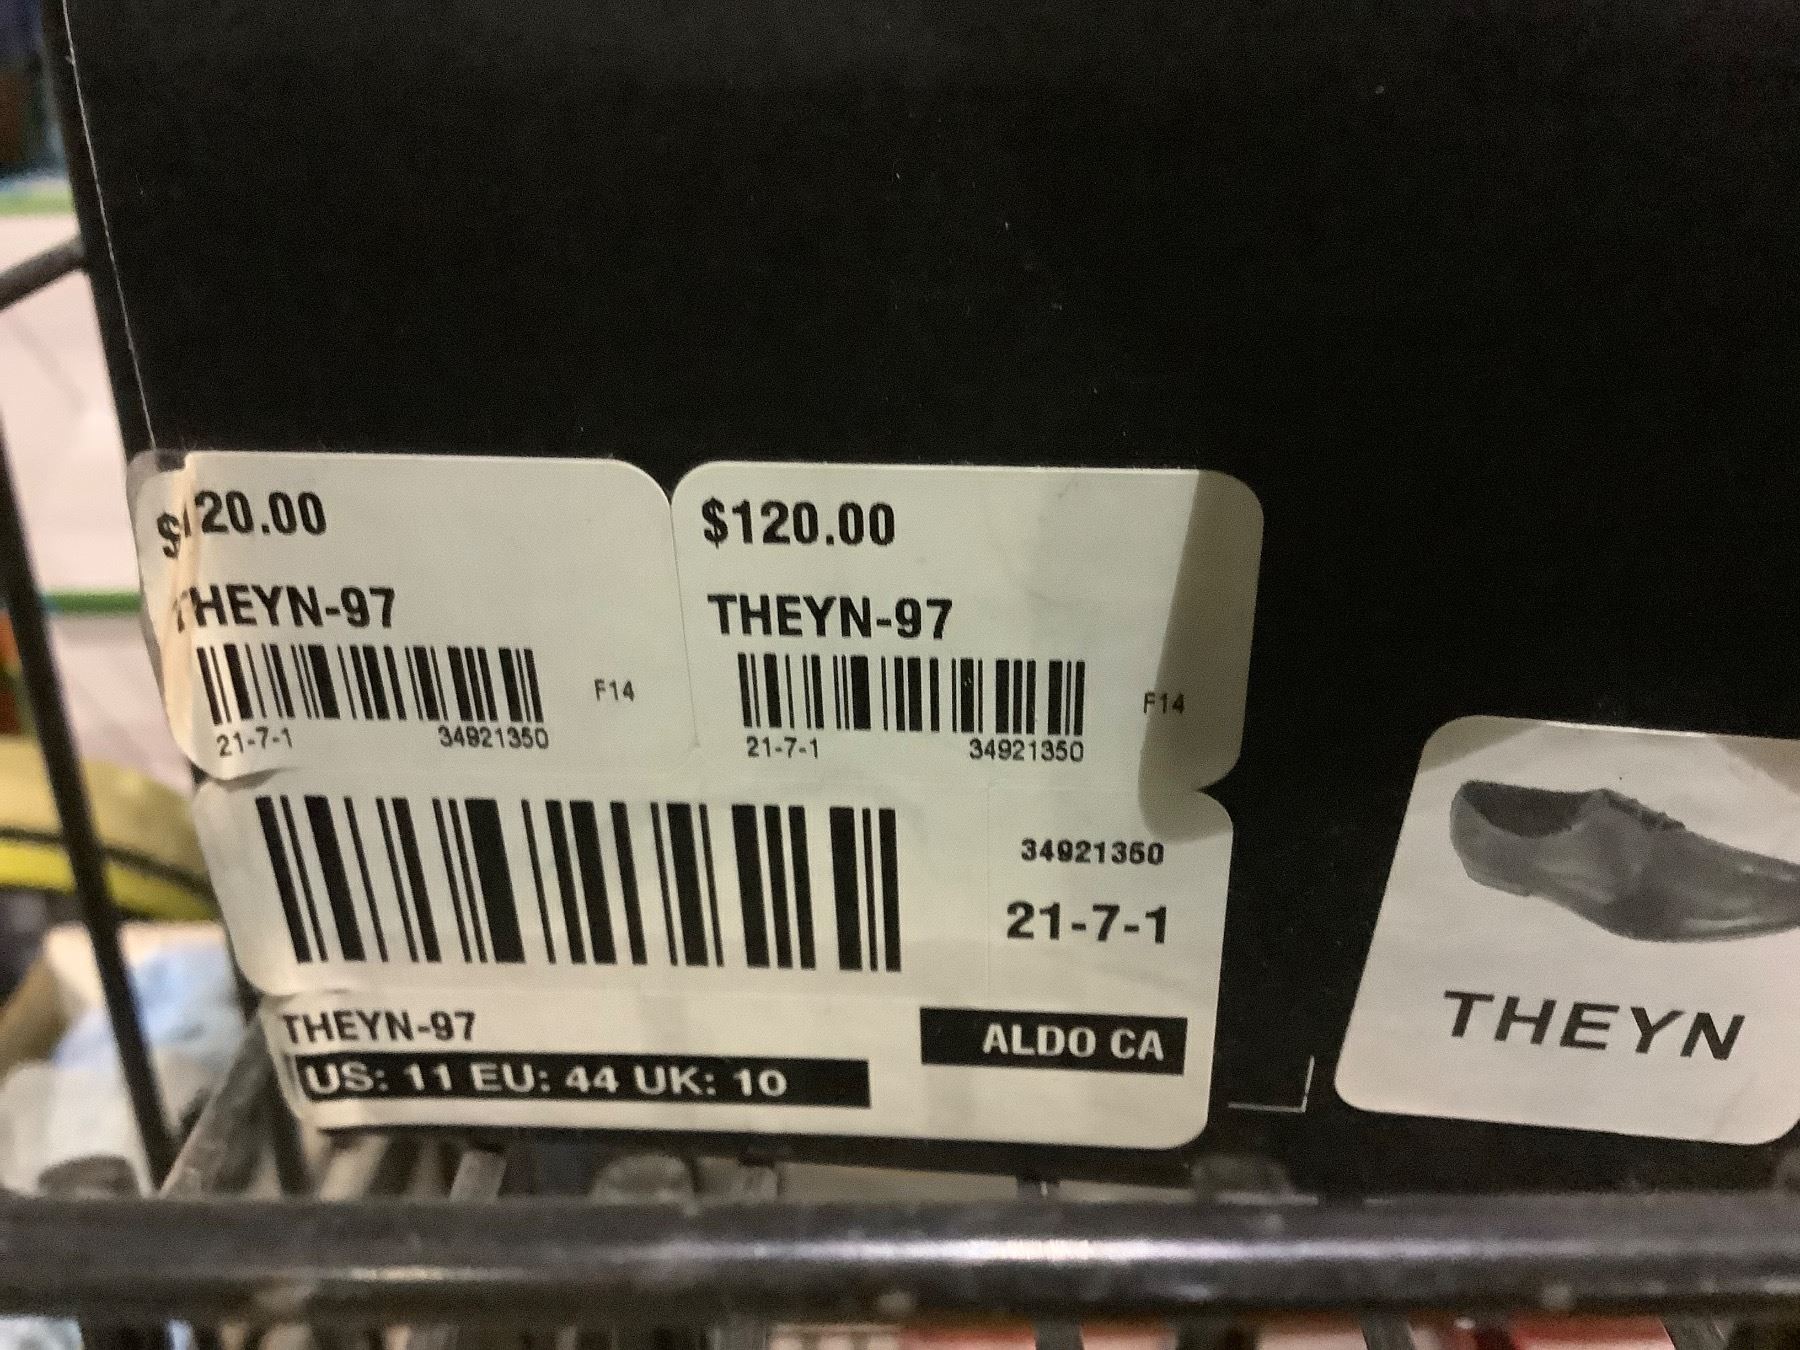 $120.00
THEYN-97
F14
21-7-1 34921350
$120.00
THEYN-97
F14
21-7-1 34921350
34921350
21-7-1
THEYN-97
ALDO CA
US: 11 EU: 44 UK: 10
THEYN